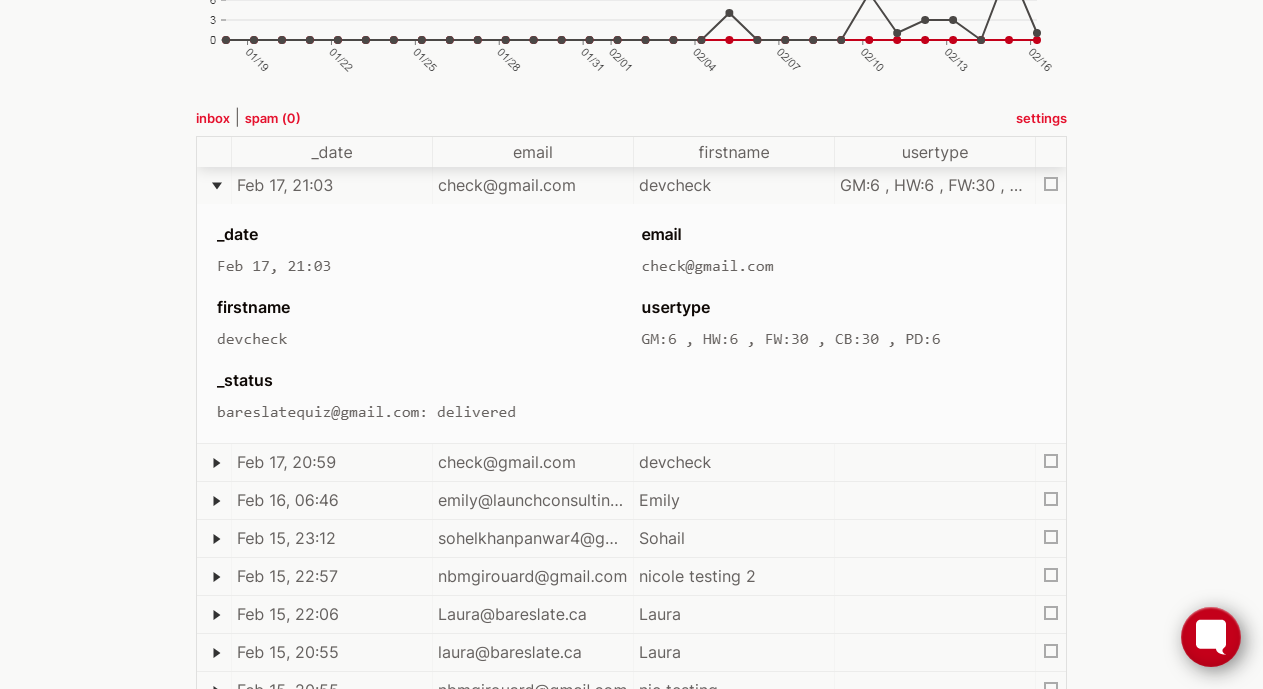 6
3
0
01/19
01/22
01/25
01/28
01/31
02/01
02/04
02/07
02/10
02/13
02/16
inbox | spam (0)
settings
_date email firstname usertype
Feb 17, 21:03 check@gmail.com devcheck GM:6 , HW:6 , FW:30 , ...
_date email
Feb 17, 21:03 check@gmail.com
firstname usertype
devcheck GM:6 , HW:6 , FW:30 , CB:30 , PD:6
_status
bareslatequiz@gmail.com: delivered
Feb 17, 20:59 check@gmail.com devcheck
Feb 16, 06:46 emily@launchconsultin... Emily
Feb 15, 23:12 sohelkhanpanwar4@g... Sohail
Feb 15, 22:57 nbmgirouard@gmail.com nicole testing 2
Feb 15, 22:06 Laura@bareslate.ca Laura
Feb 15, 20:55 laura@bareslate.ca Laura
Feb 15, 20:55 nbmgirouard@gmail.com nic testing